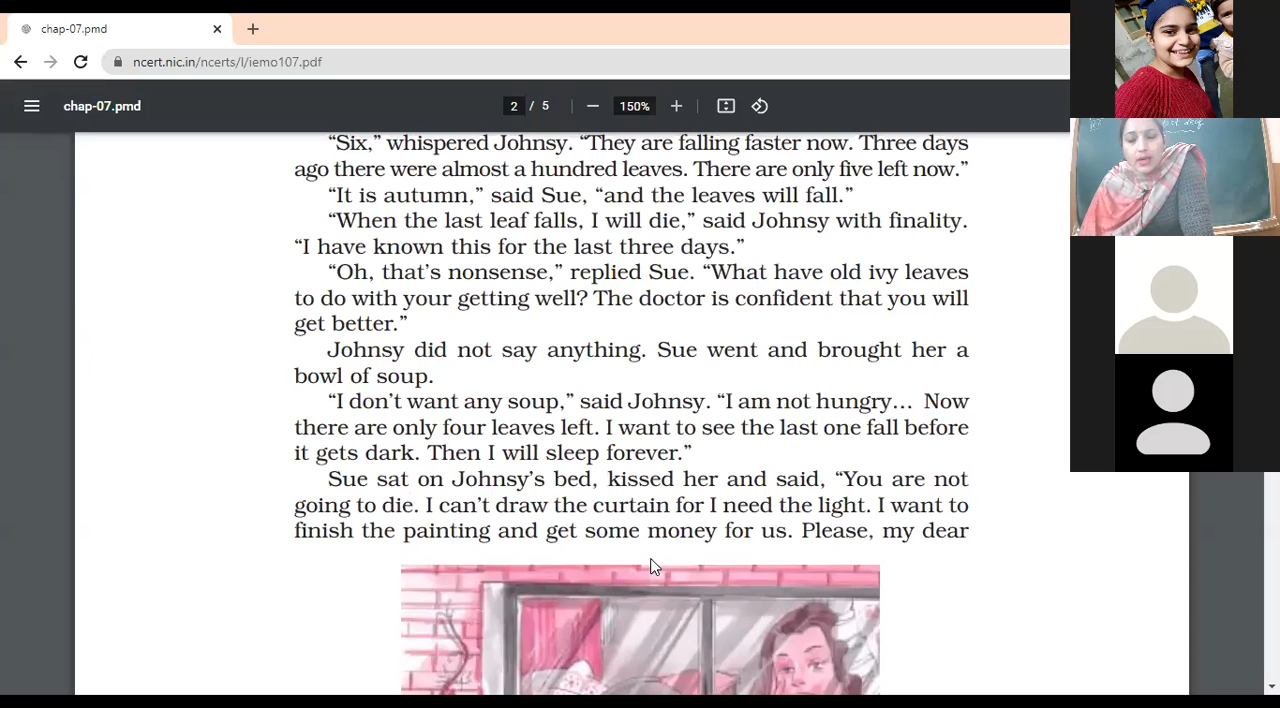 chap-07.pmd
ncert.nic.in/ncerts/l/iemo107.pdf
chap-07.pmd
2 / 5
150%
“Six,” whispered Johnsy. “They are falling faster now. Three days
ago there were almost a hundred leaves. There are only five left now.”
“It is autumn,” said Sue, “and the leaves will fall.”
“When the last leaf falls, I will die,” said Johnsy with finality.
“I have known this for the last three days.”
“Oh, that’s nonsense,” replied Sue. “What have old ivy leaves
to do with your getting well? The doctor is confident that you will
get better.”
Johnsy did not say anything. Sue went and brought her a
bowl of soup.
“I don’t want any soup,” said Johnsy. “I am not hungry... Now
there are only four leaves left. I want to see the last one fall before
it gets dark. Then I will sleep forever.”
Sue sat on Johnsy’s bed, kissed her and said, “You are not
going to die. I can’t draw the curtain for I need the light. I want to
finish the painting and get some money for us. Please, my dear